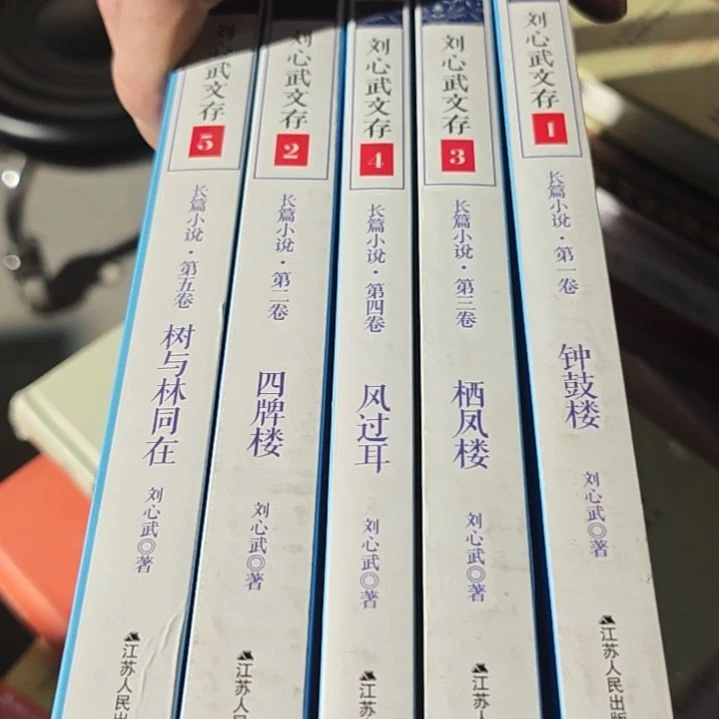 刘心武文存
5
长篇小说·第五卷
树与林同在
刘心武◎著
江苏人民出
刘心武文存
2
长篇小说·第二卷
四牌楼
刘心武◎著
江苏人
刘心武文存
4
长篇小说·第四卷
风过耳
刘心武◎著
江苏
刘心武文存
3
长篇小说·第三卷
栖凤楼
刘心武◎著
江苏人
刘心武文存
1
长篇小说·第一卷
钟鼓楼
刘心武◎著
江苏人民出版